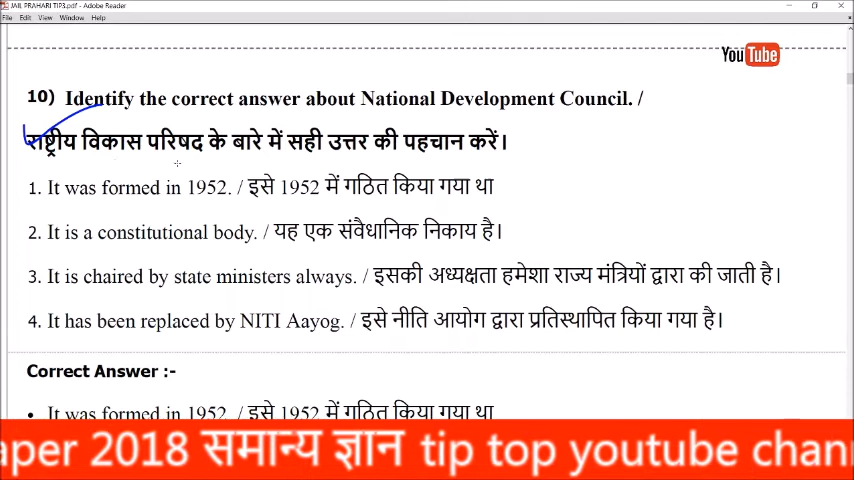 JAIL PRAHARI TIP3.pdf - Adobe Reader
File Edit View Window Help
YouTube
10) Identify the correct answer about National Development Council. /
राष्ट्रीय विकास परिषद के बारे में सही उत्तर की पहचान करें।
1. It was formed in 1952. / इसे 1952 में गठित किया गया था
2. It is a constitutional body. / यह एक संवैधानिक निकाय है।
3. It is chaired by state ministers always. / इसकी अध्यक्षता हमेशा राज्य मंत्रियों द्वारा की जाती है।
4. It has been replaced by NITI Aayog. / इसे नीति आयोग द्वारा प्रतिस्थापित किया गया है।
Correct Answer :-
• It was formed in 1952. / इसे 1952 में गठित किया गया था
aper 2018 समान्य ज्ञान tip top youtube chann